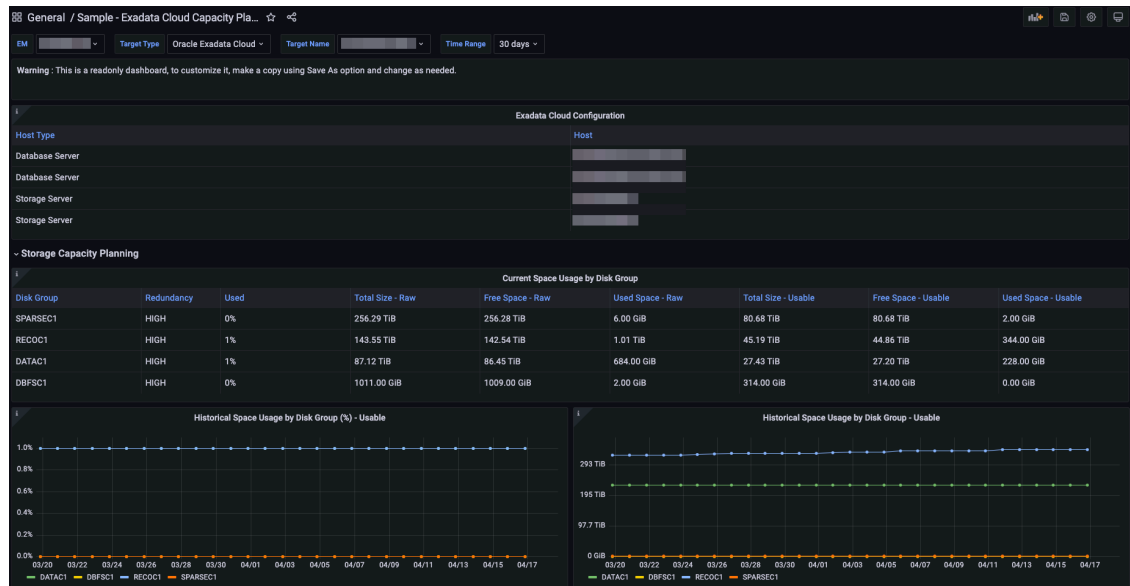 General / Sample - Exadata Cloud Capacity Pla...
EM Target Type Oracle Exadata Cloud Target Name Time Range 30 days
Warning : This is a readonly dashboard, to customize it, make a copy using Save As option and change as needed.
Exadata Cloud Configuration
Host Type Host
Database Server
Database Server
Storage Server
Storage Server
Storage Capacity Planning
Current Space Usage by Disk Group
Disk Group Redundancy Used Total Size - Raw Free Space - Raw Used Space - Raw Total Size - Usable Free Space - Usable Used Space - Usable
SPARSEC1 HIGH 0% 256.29 TiB 256.28 TiB 6.00 GiB 80.68 TiB 80.68 TiB 2.00 GiB
RECOC1 HIGH 1% 143.55 TiB 142.54 TiB 1.01 TiB 45.19 TiB 44.86 TiB 344.00 GiB
DATAC1 HIGH 1% 87.12 TiB 86.45 TiB 684.00 GiB 27.43 TiB 27.20 TiB 228.00 GiB
DBFSC1 HIGH 0% 1011.00 GiB 1009.00 GiB 2.00 GiB 314.00 GiB 314.00 GiB 0.00 GiB
Historical Space Usage by Disk Group (%) - Usable
1.0%
0.8%
0.6%
0.4%
0.2%
0.0%
03/20 03/22 03/24 03/26 03/28 03/30 04/01 04/03 04/05 04/07 04/09 04/11 04/13 04/15 04/17
DATAC1 DBFSC1 RECOC1 SPARSEC1
Historical Space Usage by Disk Group - Usable
293 TiB
195 TiB
97.7 TiB
0 GiB
03/20 03/22 03/24 03/26 03/28 03/30 04/01 04/03 04/05 04/07 04/09 04/11 04/13 04/15 04/17
DATAC1 DBFSC1 RECOC1 SPARSEC1